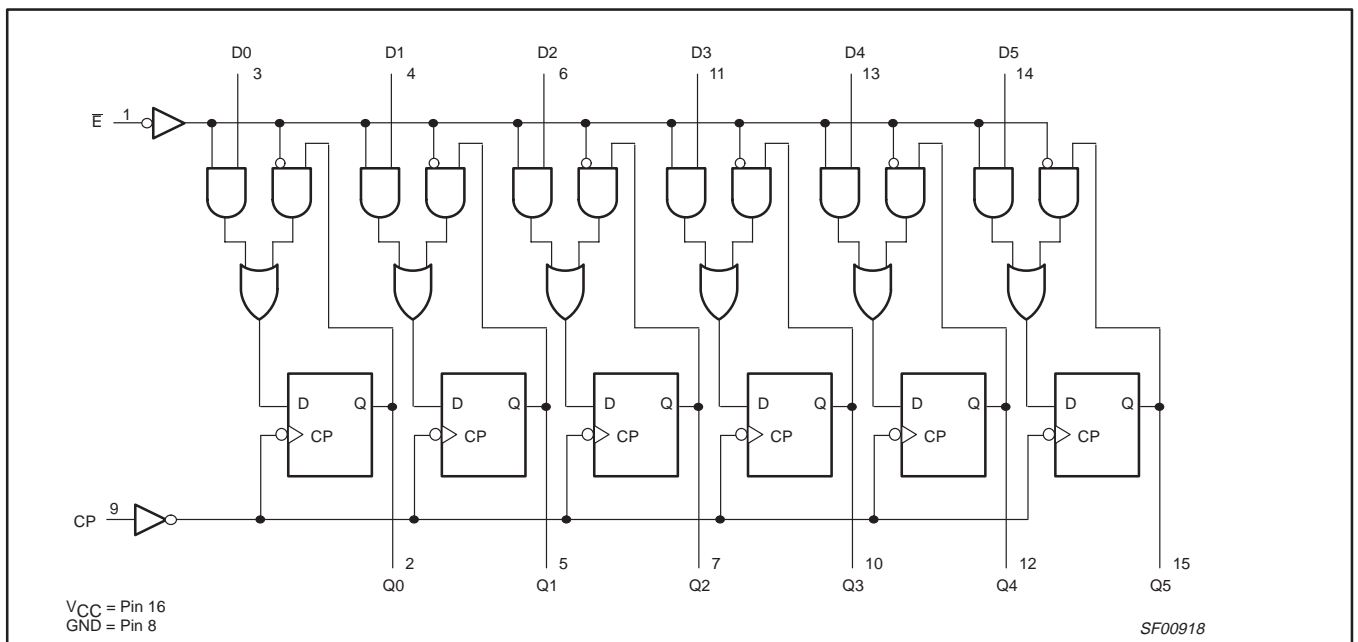 D0 D1 D2 D3 D4 D5
3 4 6 11 13 14
E̅ 1
D Q D Q D Q D Q D Q D Q
CP CP CP CP CP CP
CP 9
2 5 7 10 12 15
Q0 Q1 Q2 Q3 Q4 Q5
VCC = Pin 16
GND = Pin 8
SF00918